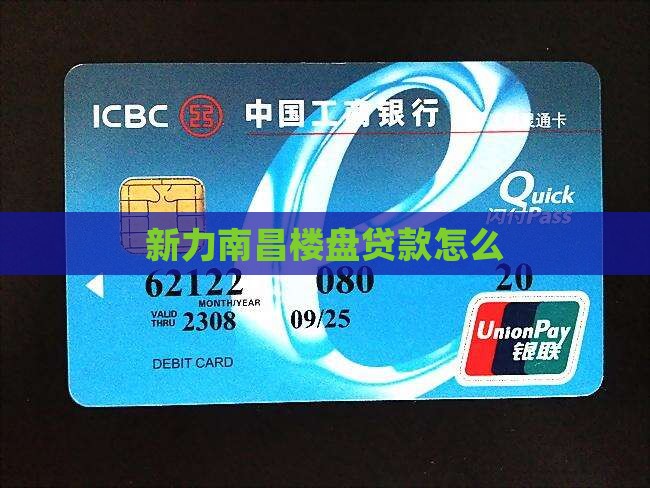 ICBC 中国工商银行
通卡
Quick
闪付Pass
新力南昌楼盘贷款怎么
62122 080 20
MONTH/YEAR
VALID THRU 2308 09/25
UnionPay
银联
DEBIT CARD